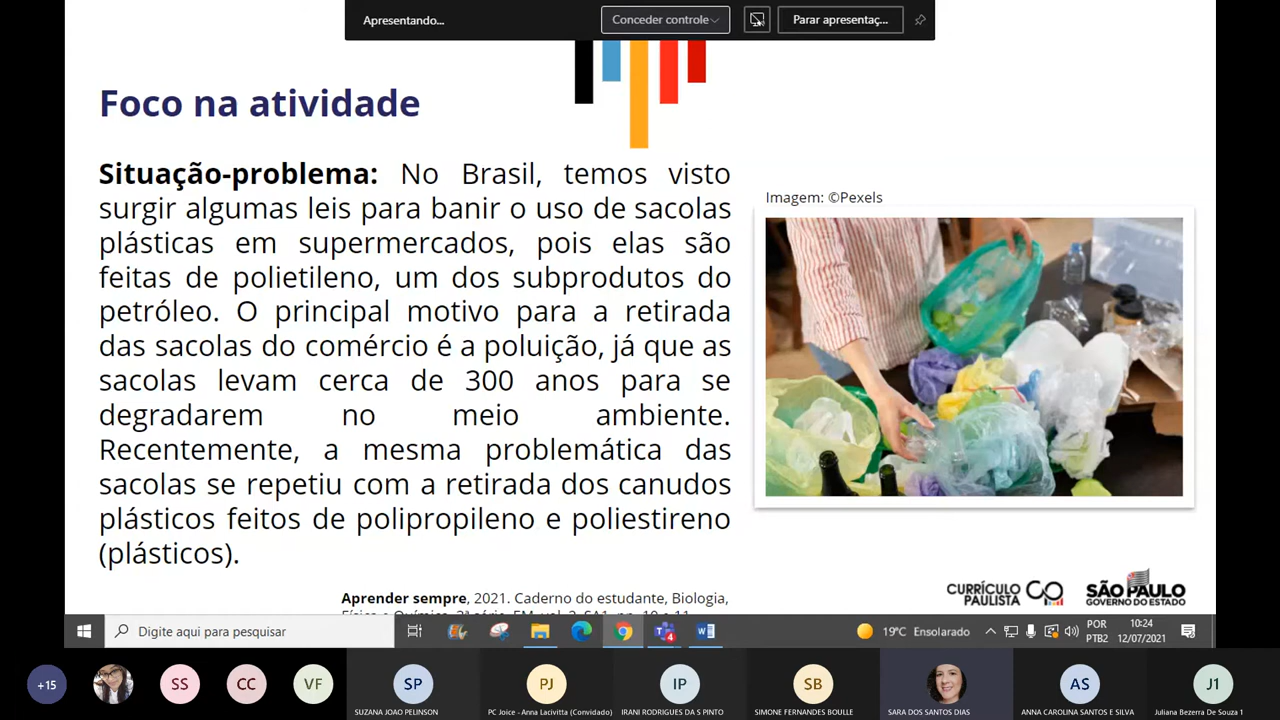 Apresentando...
Conceder controle
Parar apresentaç...
Foco na atividade
Situação-problema: No Brasil, temos visto
surgir algumas leis para banir o uso de sacolas
plásticas em supermercados, pois elas são
feitas de polietileno, um dos subprodutos do
petróleo. O principal motivo para a retirada
das sacolas do comércio é a poluição, já que as
sacolas levam cerca de 300 anos para se
degradarem no meio ambiente.
Recentemente, a mesma problemática das
sacolas se repetiu com a retirada dos canudos
plásticos feitos de polipropileno e poliestireno
(plásticos).
Imagem: ©Pexels
Aprender sempre, 2021. Caderno do estudante, Biologia,
CURRÍCULO
PAULISTA
SÃO PAULO
GOVERNO DO ESTADO
Digite aqui para pesquisar
4
19ºC Ensolarado
POR
PTB2
10:24
12/07/2021
+15
SS
CC
VF
SP
SUZANA JOAO PELINSON
PJ
PC Joice - Anna Lacivitta (Convidado)
IP
IRANI RODRIGUES DA S PINTO
SB
SIMONE FERNANDES BOULLE
SARA DOS SANTOS DIAS
AS
ANNA CAROLINA SANTOS E SILVA
J1
Juliana Bezerra De Souza 1